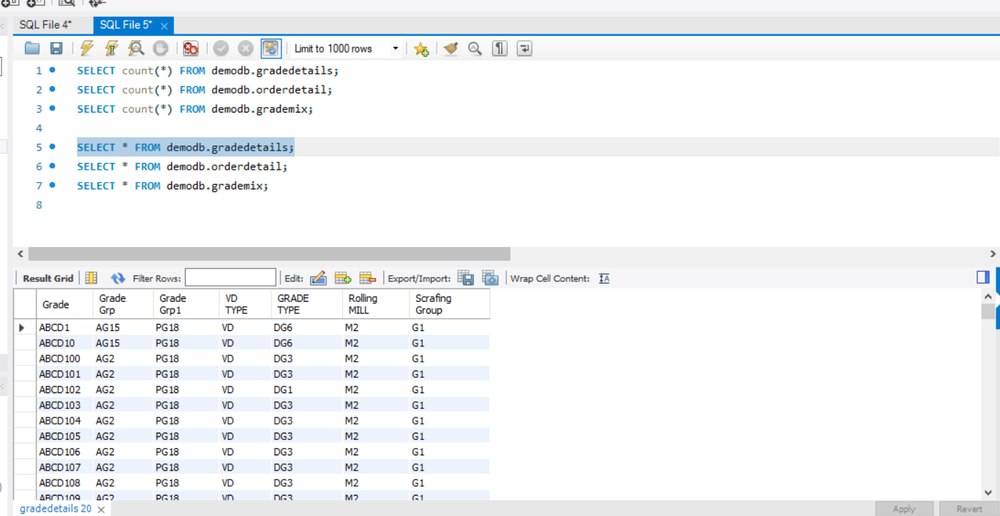 SQL File 4*    SQL File 5* ×
Limit to 1000 rows
1 SELECT count(*) FROM demodb.gradedetails;
2 SELECT count(*) FROM demodb.orderdetail;
3 SELECT count(*) FROM demodb.grademix;
4
5 SELECT * FROM demodb.gradedetails;
6 SELECT * FROM demodb.orderdetail;
7 SELECT * FROM demodb.grademix;
8
Result Grid Filter Rows: Edit: Export/Import: Wrap Cell Content: IA
Grade Grade Grp Grade Grp1 VD TYPE GRADE TYPE Rolling MILL Scrafing Group
ABCD1 AG15 PG18 VD DG6 M2 G1
ABCD10 AG15 PG18 VD DG6 M2 G1
ABCD100 AG2 PG18 VD DG3 M2 G1
ABCD101 AG2 PG18 VD DG3 M2 G1
ABCD102 AG2 PG18 VD DG1 M2 G1
ABCD103 AG2 PG18 VD DG3 M2 G1
ABCD104 AG2 PG18 VD DG3 M2 G1
ABCD105 AG2 PG18 VD DG3 M2 G1
ABCD106 AG2 PG18 VD DG3 M2 G1
ABCD107 AG2 PG18 VD DG3 M2 G1
ABCD108 AG2 PG18 VD DG3 M2 G1
ABCD109 AG2 PG18 VD DG3 M2 G1
gradedetails 20 × Apply Revert